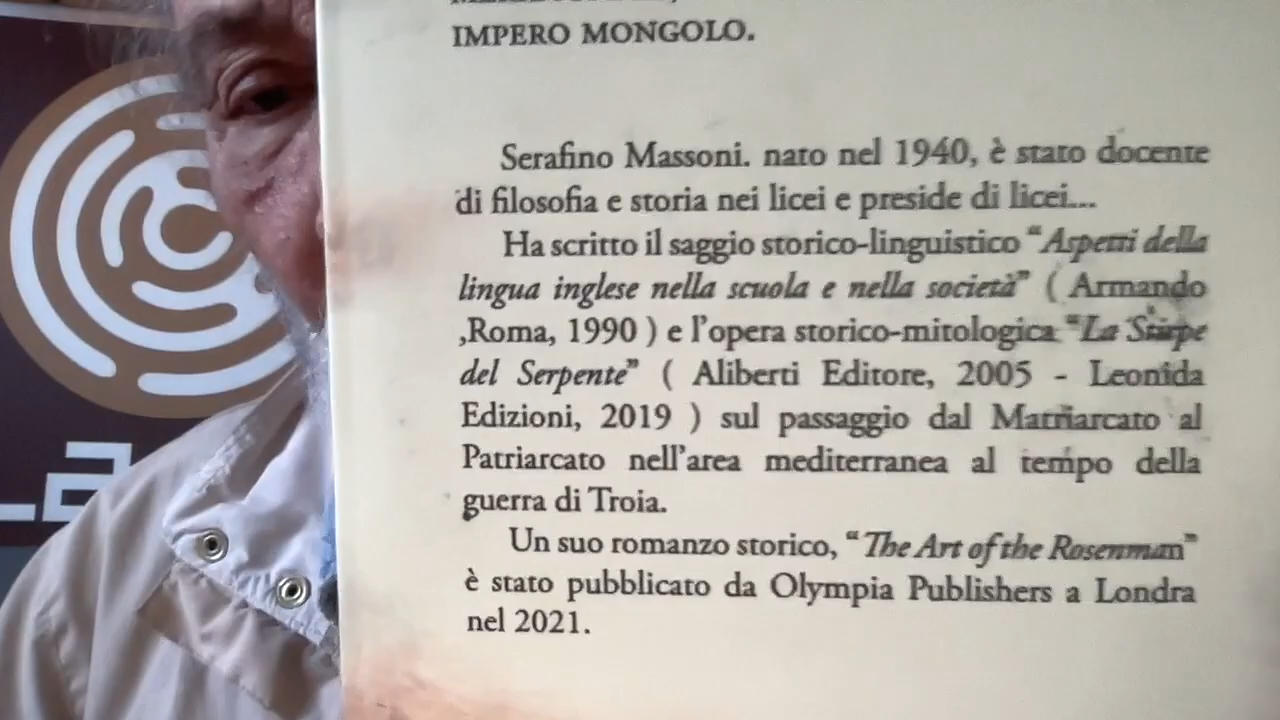 IMPERO MONGOLO.
Serafino Massoni. nato nel 1940, è stato docente
di filosofia e storia nei licei e preside di licei...
Ha scritto il saggio storico-linguistico “Aspetti della
lingua inglese nella scuola e nella società” ( Armando
,Roma, 1990 ) e l’opera storico-mitologica “La Stirpe
del Serpente” ( Aliberti Editore, 2005 - Leonida
Edizioni, 2019 ) sul passaggio dal Matriarcato al
Patriarcato nell’area mediterranea al tempo della
guerra di Troia.
Un suo romanzo storico, “The Art of the Rosenman”
è stato pubblicato da Olympia Publishers a Londra
nel 2021.